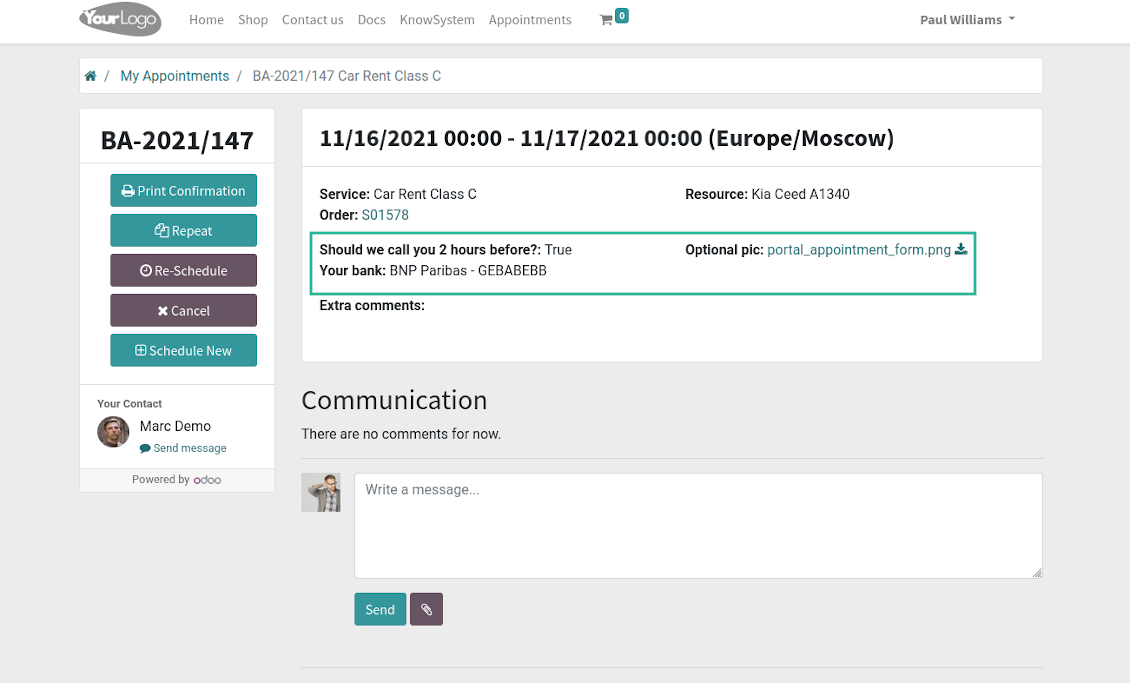 YourLogo
Home Shop Contact us Docs KnowSystem Appointments 0 Paul Williams
/ My Appointments / BA-2021/147 Car Rent Class C
BA-2021/147
Print Confirmation
Repeat
Re-Schedule
Cancel
Schedule New
Your Contact
Marc Demo
Send message
Powered by odoo
11/16/2021 00:00 - 11/17/2021 00:00 (Europe/Moscow)
Service: Car Rent Class C Resource: Kia Ceed A1340
Order: S01578
Should we call you 2 hours before?: True Optional pic: portal_appointment_form.png
Your bank: BNP Paribas - GEBABEBB
Extra comments:
Communication
There are no comments for now.
Write a message...
Send